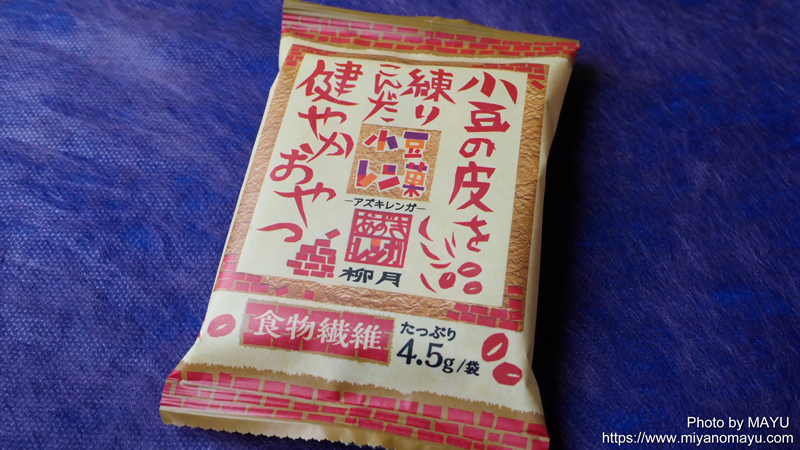 小豆の皮を
練り
こんだ
健やか
おやつ
小豆
レン菓
─アズキレンガ─
柳月
食物繊維
たっぷり
4.5g/袋
Photo by MAYU
https://www.miyanomayu.com/